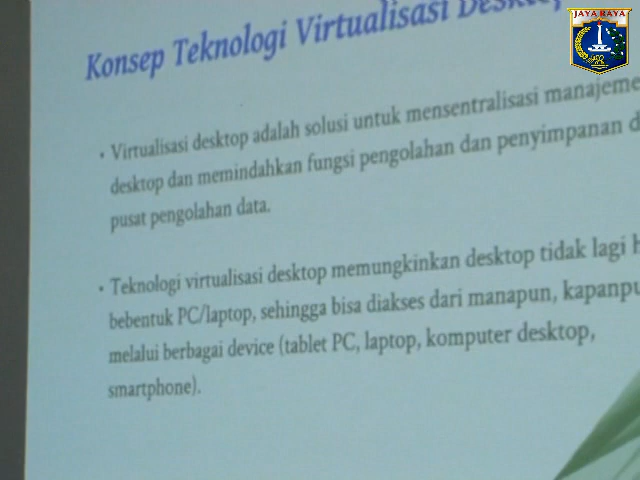 JAYA RAYA
Konsep Teknologi Virtualisasi
• Virtualisasi desktop adalah solusi untuk mensentralisasi
desktop dan memindahkan fungsi pengolahan dan penyimpanan
pusat pengolahan data.
• Teknologi virtualisasi desktop memungkinkan desktop tidak lagi
bebentuk PC/laptop, sehingga bisa diakses dari manapun,
melalui berbagai device (tablet PC, laptop, komputer desktop,
smartphone).